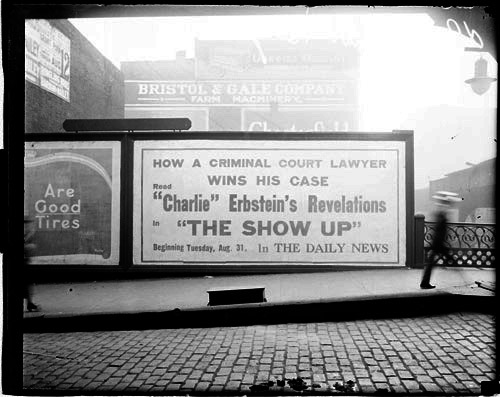 12
BRISTOL & GALE COMPANY
FARM MACHINERY.
Are
Good
Tires
HOW A CRIMINAL COURT LAWYER
WINS HIS CASE
Read
"Charlie" Erbstein's Revelations
In "THE SHOW UP"
Beginning Tuesday, Aug. 31, In THE DAILY NEWS